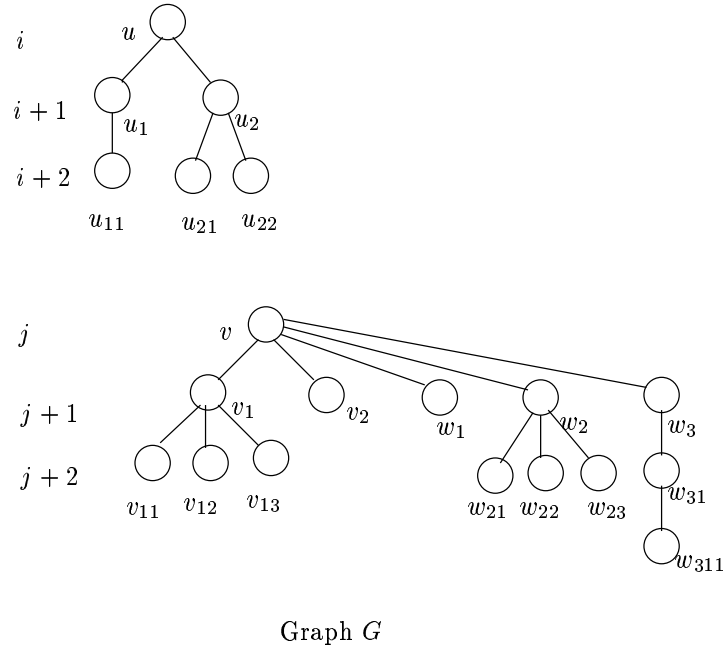 i u
i + 1 u₁ u₂
i + 2
u₁₁ u₂₁ u₂₂
j v
j + 1 v₁ v₂ w₁ w₂ w₃
j + 2 w₃₁
v₁₁ v₁₂ v₁₃ w₂₁ w₂₂ w₂₃
w₃₁₁
Graph G